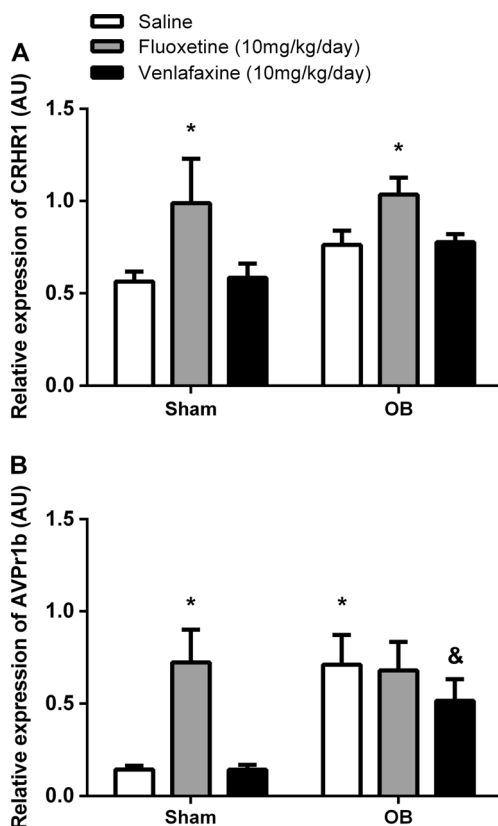 Saline
Fluoxetine (10mg/kg/day)
Venlafaxine (10mg/kg/day)
A
Relative expression of CRHR1 (AU)
1.5
1.0
0.5
0.0
*
*
Sham
OB
B
Relative expression of AVPr1b (AU)
1.5
1.0
0.5
0.0
*
*
&
Sham
OB